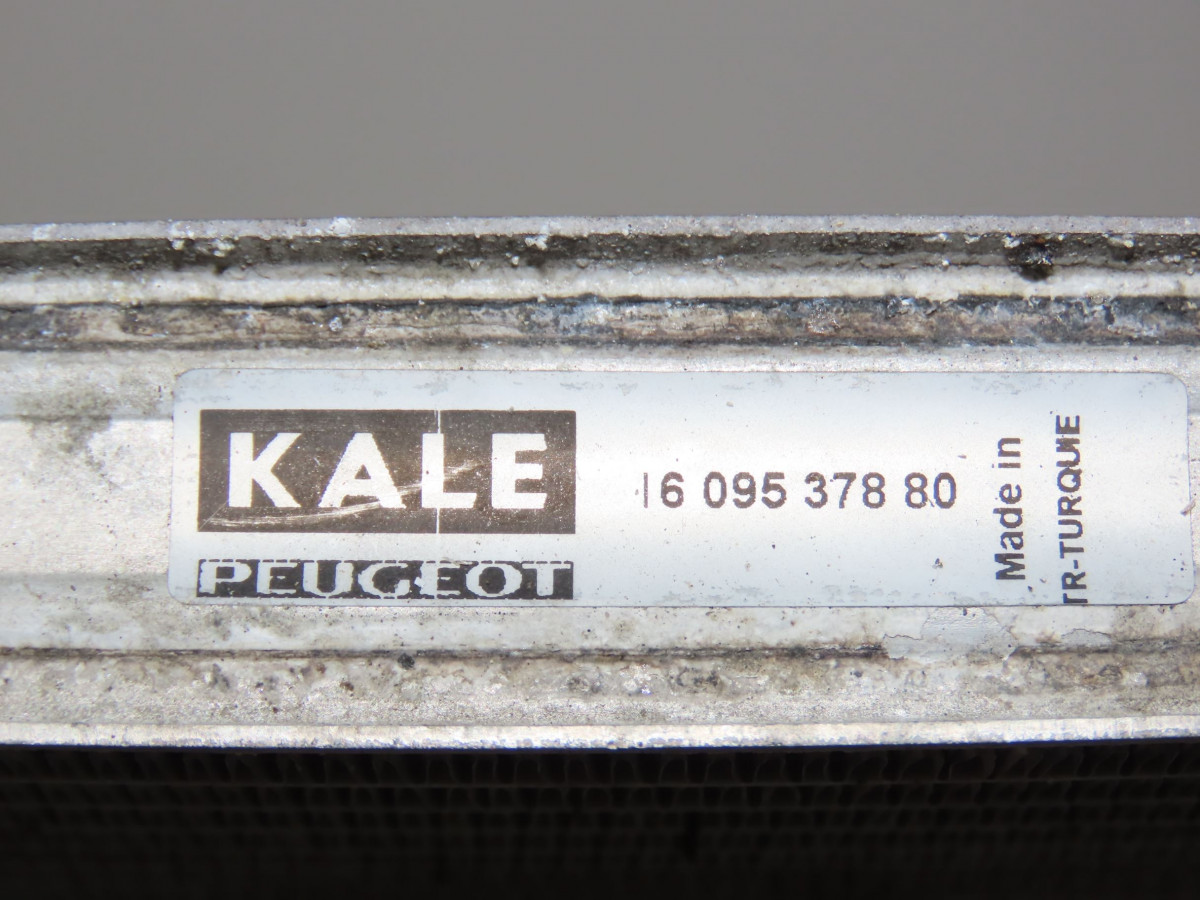 KALE
PEUGEOT
16 095 378 80
Made in
TR-TURQUIE